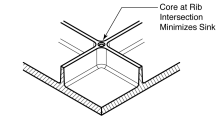 Core at Rib
Intersection
Minimizes Sink